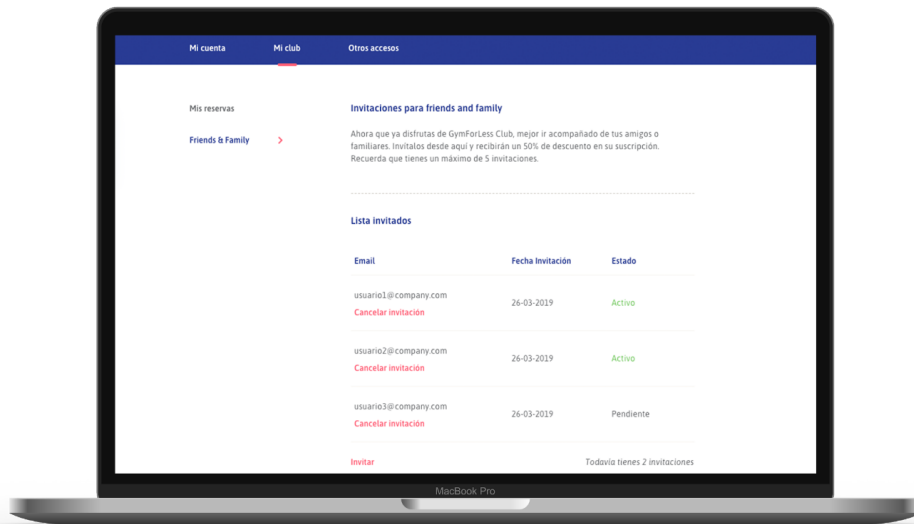 Mi cuenta Mi club Otros accesos
Mis reservas
Friends & Family
Invitaciones para friends and family
Ahora que ya disfrutas de GymForLess Club, mejor ir acompañado de tus amigos o
familiares. Invítalos desde aquí y recibirán un 50% de descuento en su suscripción.
Recuerda que tienes un máximo de 5 invitaciones.
Lista invitados
Email Fecha Invitación Estado
usuario1@company.com
Cancelar invitación
26-03-2019 Activo
usuario2@company.com
Cancelar invitación
26-03-2019 Activo
usuario3@company.com
Cancelar invitación
26-03-2019 Pendiente
Invitar Todavía tienes 2 invitaciones
MacBook Pro